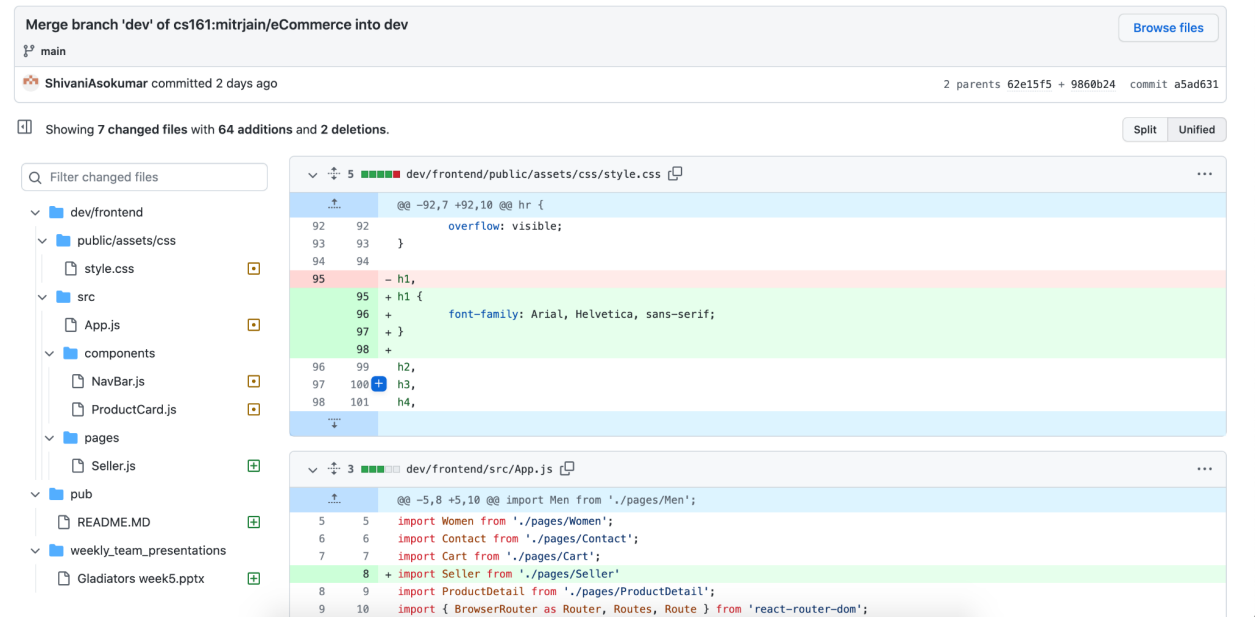 Merge branch 'dev' of cs161:mitrjain/eCommerce into dev
Browse files
main
ShivaniAsokumar committed 2 days ago
2 parents 62e15f5 + 9860b24 commit a5ad631
Showing 7 changed files with 64 additions and 2 deletions.
Split Unified
Filter changed files
dev/frontend
public/assets/css
style.css
src
App.js
components
NavBar.js
ProductCard.js
pages
Seller.js
pub
README.MD
weekly_team_presentations
Gladiators week5.pptx
5 dev/frontend/public/assets/css/style.css
@@ -92,7 +92,10 @@ hr {
92 92 overflow: visible;
93 93 }
94 94
95 - h1,
95 + h1 {
96 + font-family: Arial, Helvetica, sans-serif;
97 + }
98 +
96 99 h2,
97 100 h3,
98 101 h4,
3 dev/frontend/src/App.js
@@ -5,8 +5,10 @@ import Men from './pages/Men';
5 5 import Women from './pages/Women';
6 6 import Contact from './pages/Contact';
7 7 import Cart from './pages/Cart';
8 + import Seller from './pages/Seller'
8 9 import ProductDetail from './pages/ProductDetail';
9 10 import { BrowserRouter as Router, Routes, Route } from 'react-router-dom';